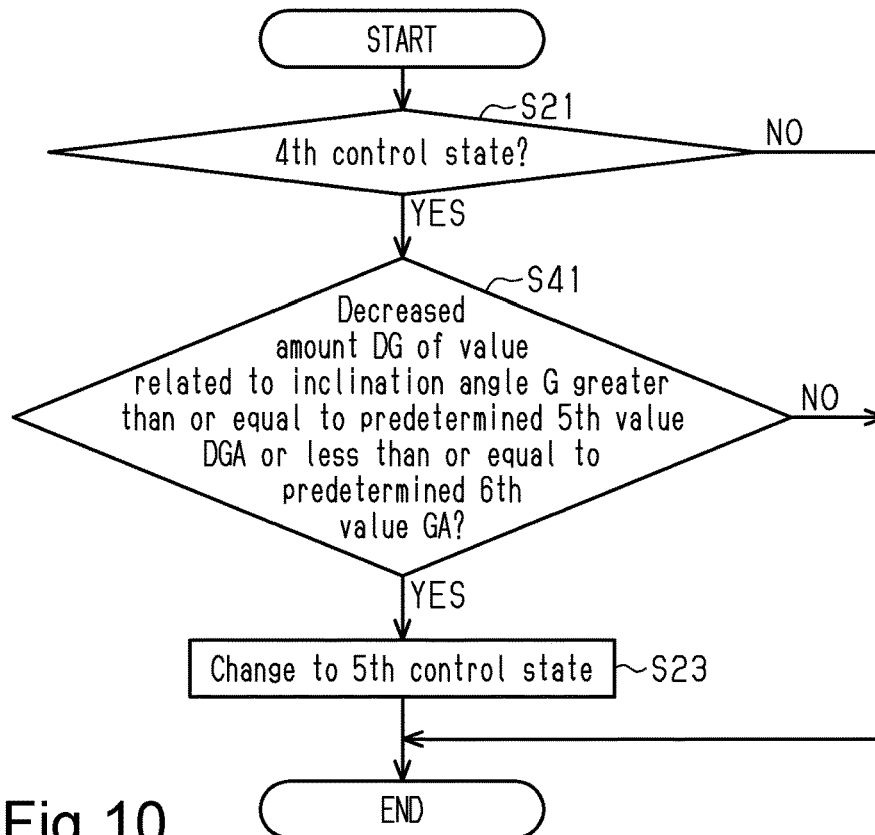 START
S21
4th control state?
NO
YES
S41
Decreased
amount DG of value
related to inclination angle G greater
than or equal to predetermined 5th value
DGA or less than or equal to
predetermined 6th
value GA?
NO
YES
Change to 5th control state
S23
END
Fig.10